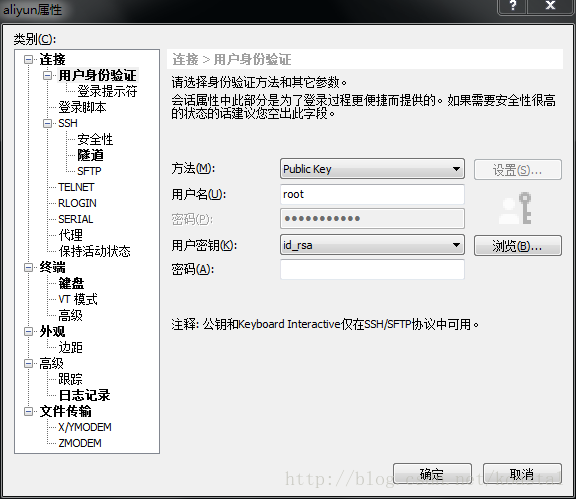 aliyun属性
类别(C):
连接
用户身份验证
登录提示符
登录脚本
SSH
安全性
隧道
SFTP
TELNET
RLOGIN
SERIAL
代理
保持活动状态
终端
键盘
VT 模式
高级
外观
边距
高级
跟踪
日志记录
文件传输
X/YMODEM
ZMODEM
连接 > 用户身份验证
请选择身份验证方法和其它参数。
会话属性中此部分是为了登录过程更便捷而提供的。如果需要安全性很高
的状态的话建议您空出此字段。
方法(M): Public Key 设置(S)...
用户名(U): root
密码(P): ●●●●●●●●●●●
用户密钥(K): id_rsa 浏览(B)...
密码(A):
注释: 公钥和Keyboard Interactive仅在SSH/SFTP协议中可用。
确定 取消